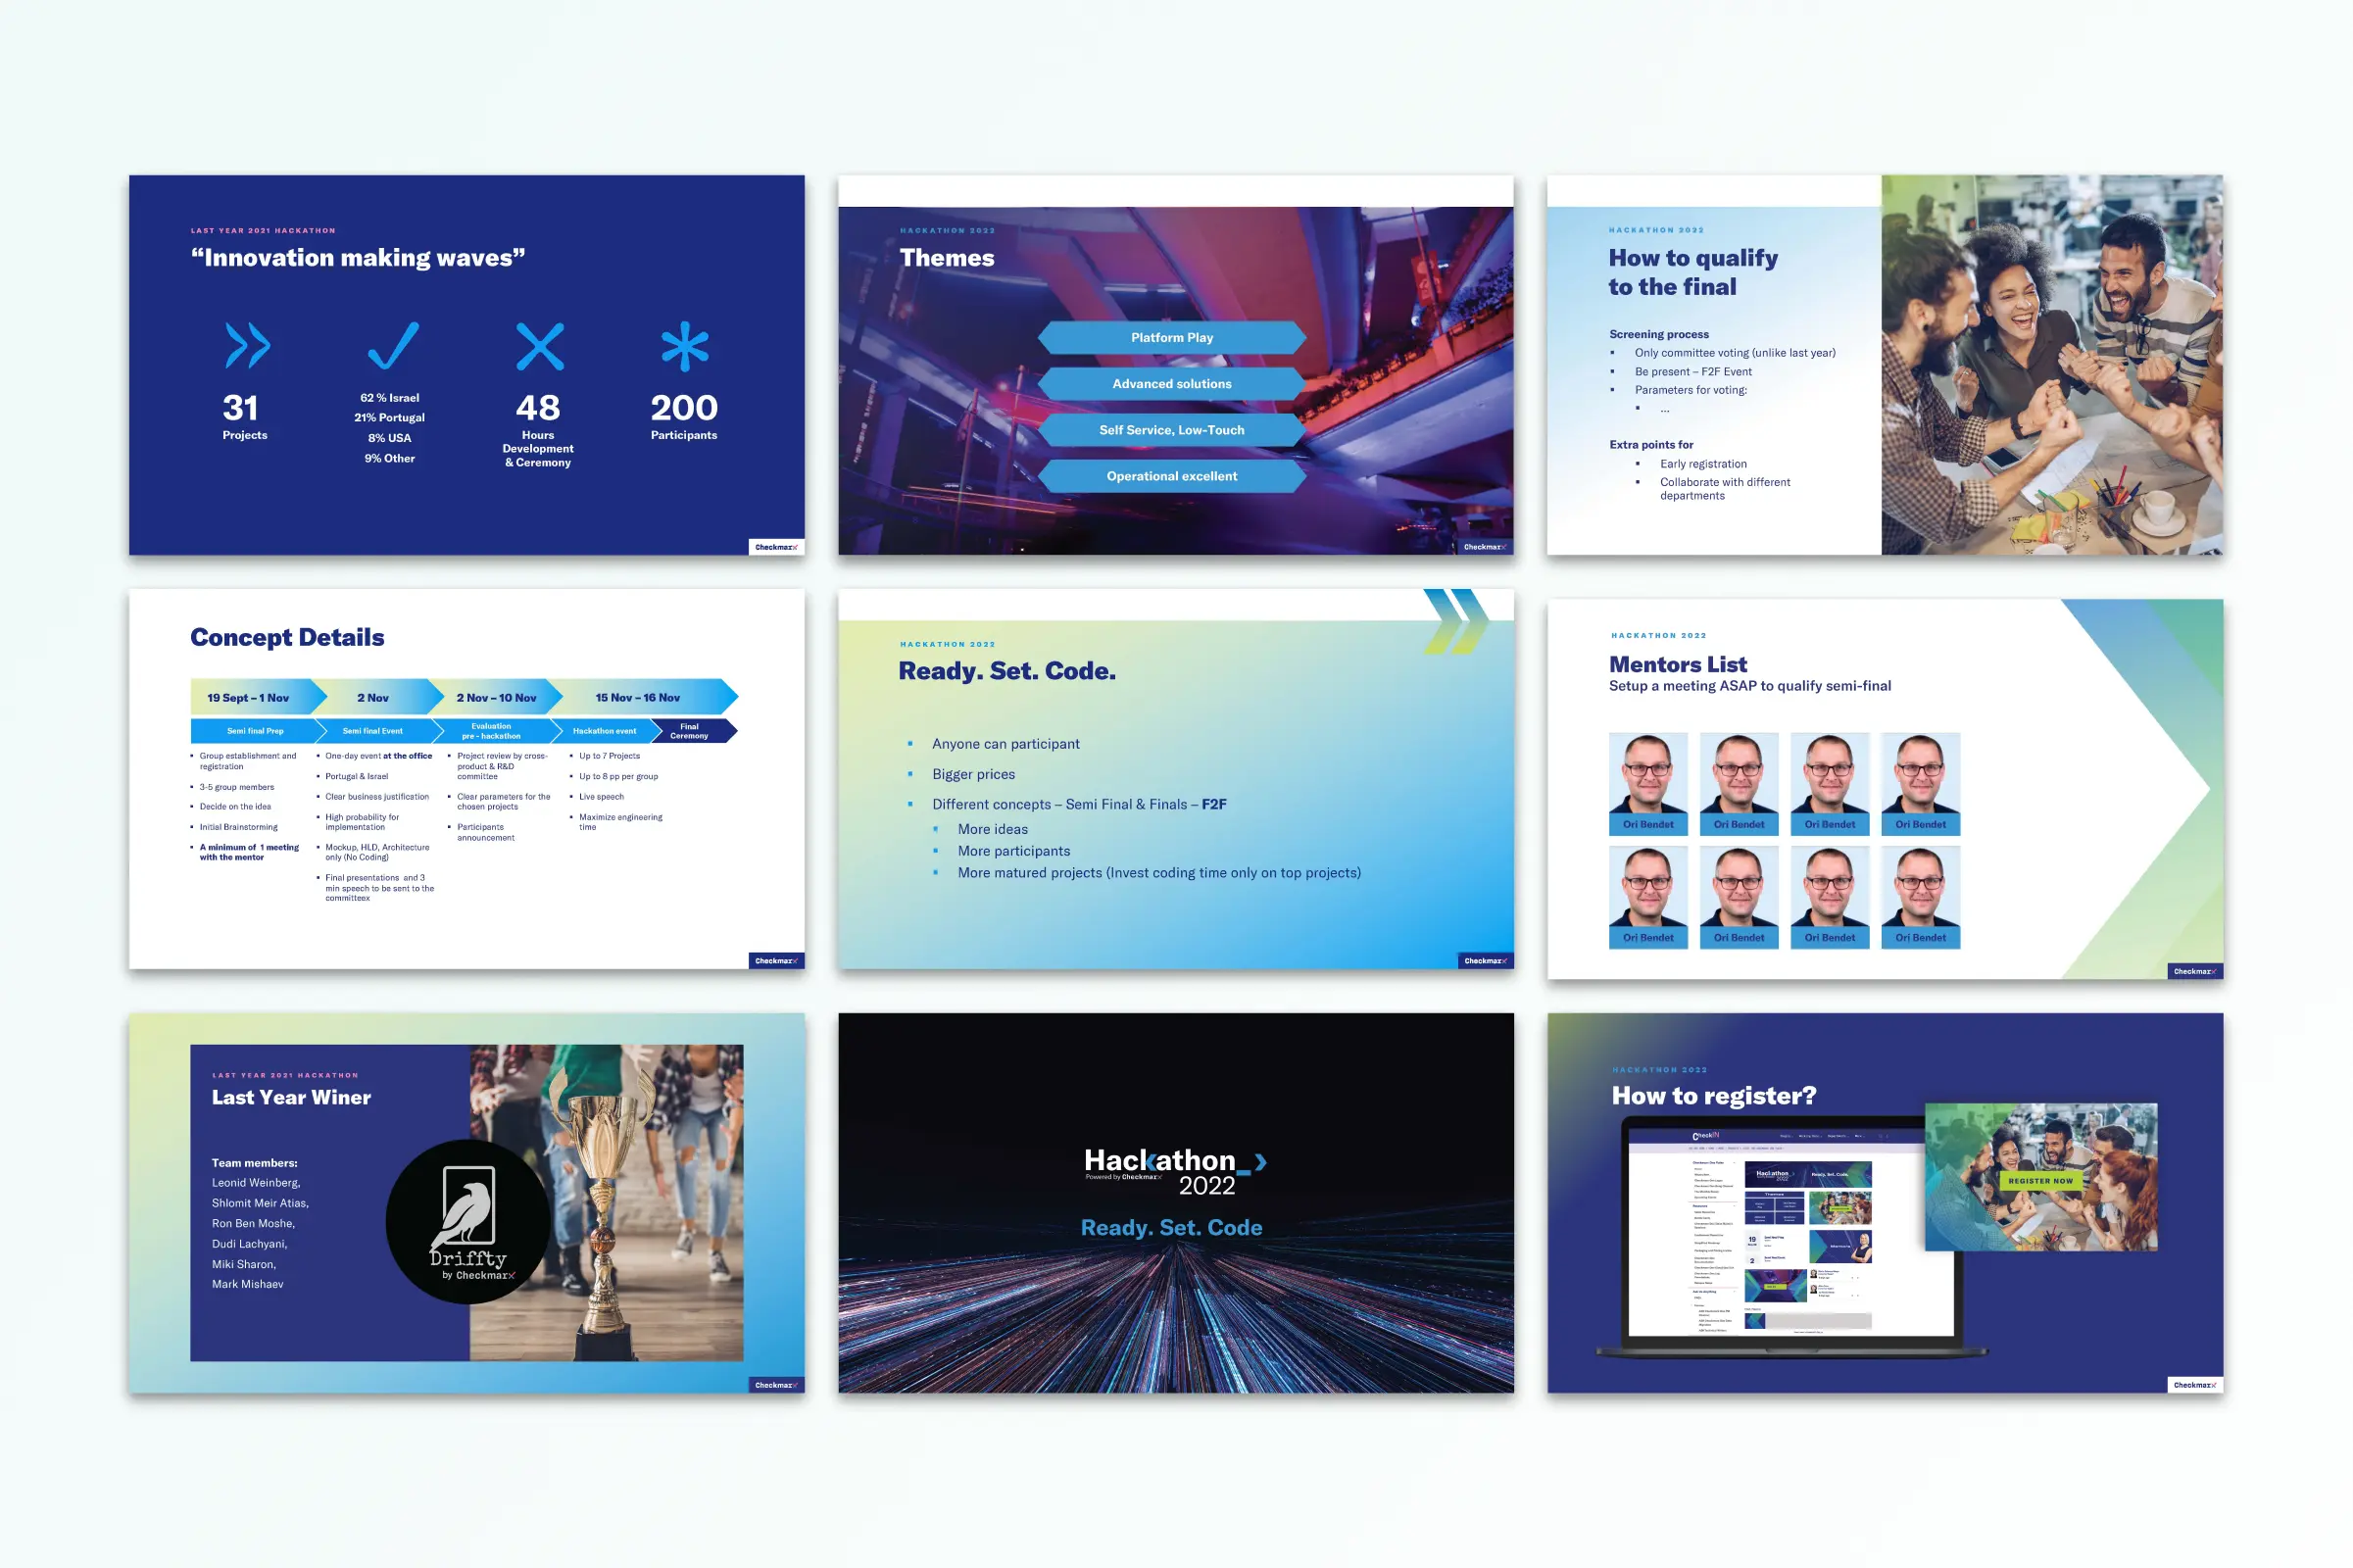 LAST YEAR 2021 HACKATHON
“Innovation making waves”
31
Projects
62 % Israel
21% Portugal
8% USA
9% Other
48
Hours
Development
& Ceremony
200
Participants
Checkmarx
HACKATHON 2022
Themes
Platform Play
Advanced solutions
Self Service, Low-Touch
Operational excellent
Checkmarx
HACKATHON 2022
How to qualify
to the final
Screening process
▪ Only committee voting (unlike last year)
▪ Be present – F2F Event
▪ Parameters for voting:
▪ ...
Extra points for
▪ Early registration
▪ Collaborate with different
departments
Concept Details
19 Sept – 1 Nov
2 Nov
2 Nov – 10 Nov
15 Nov – 16 Nov
Semi final Prep
Semi final Event
Evaluation
pre - hackathon
Hackathon event
Final
Ceremony
▪ Group establishment and
registration
▪ 3-5 group members
▪ Decide on the idea
▪ Initial Brainstorming
▪ A minimum of 1 meeting
with the mentor
▪ One-day event at the office
▪ Portugal & Israel
▪ Clear business justification
▪ High probability for
implementation
▪ Mockup, HLD, Architecture
only (No Coding)
▪ Final presentations and 3
min speech to be sent to the
committeex
▪ Project review by cross-
product & R&D
committee
▪ Clear parameters for the
chosen projects
▪ Participants
announcement
▪ Up to 7 Projects
▪ Up to 8 pp per group
▪ Live speech
▪ Maximize engineering
time
Checkmarx
HACKATHON 2022
Ready. Set. Code.
▪ Anyone can participant
▪ Bigger prices
▪ Different concepts – Semi Final & Finals – F2F
▪ More ideas
▪ More participants
▪ More matured projects (Invest coding time only on top projects)
Checkmarx
HACKATHON 2022
Mentors List
Setup a meeting ASAP to qualify semi-final
Ori Bendet
Ori Bendet
Ori Bendet
Ori Bendet
Ori Bendet
Ori Bendet
Ori Bendet
Ori Bendet
Checkmarx
LAST YEAR 2021 HACKATHON
Last Year Winer
Team members:
Leonid Weinberg,
Shlomit Meir Atias,
Ron Ben Moshe,
Dudi Lachyani,
Miki Sharon,
Mark Mishaev
Driffty
by Checkmarx
Checkmarx
Hackathon_
Powered by Checkmarx
2022
Ready. Set. Code
HACKATHON 2022
How to register?
CheckIN
Hackathon
2022
Ready. Set. Code.
Themes
19
2
REGISTER NOW
Checkmarx